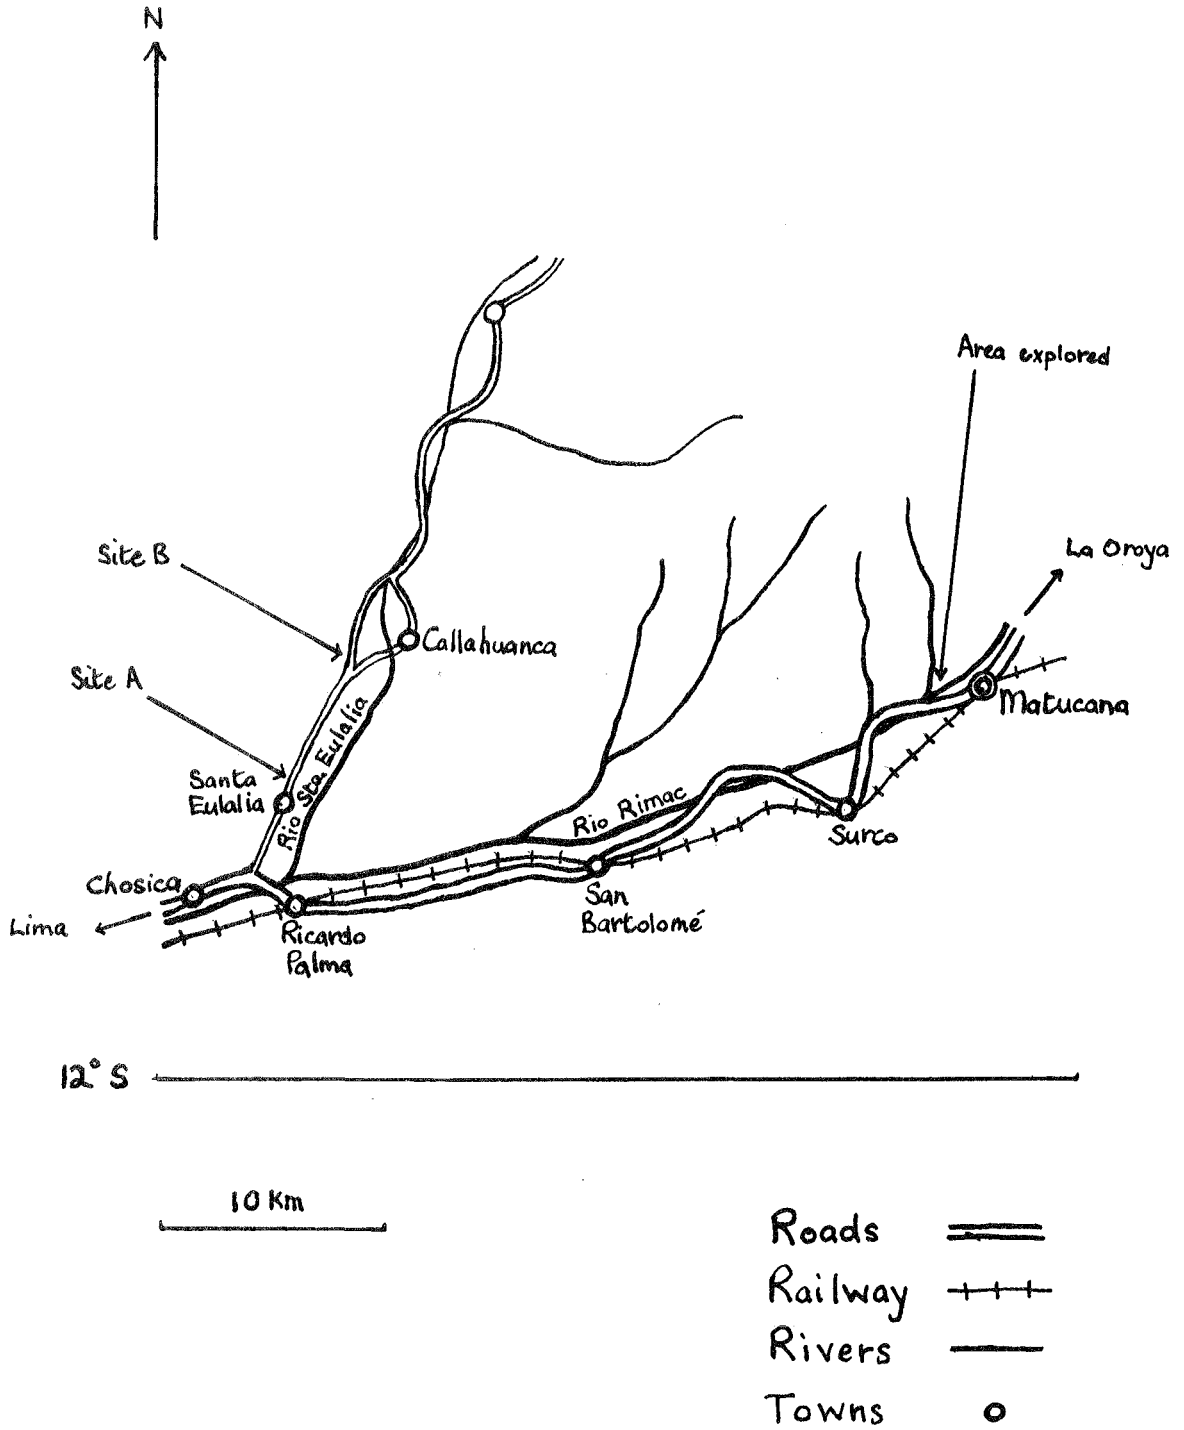 N
Area explored
La Oroya
Site B
Callahuanca
Site A
Matucana
Rio Sta. Eulalia
Santa
Eulalia
Rio Rimac
Surco
Chosica
San
Bartolomé
Lima
Ricardo
Palma
12° S
10 Km
Roads
Railway
Rivers
Towns